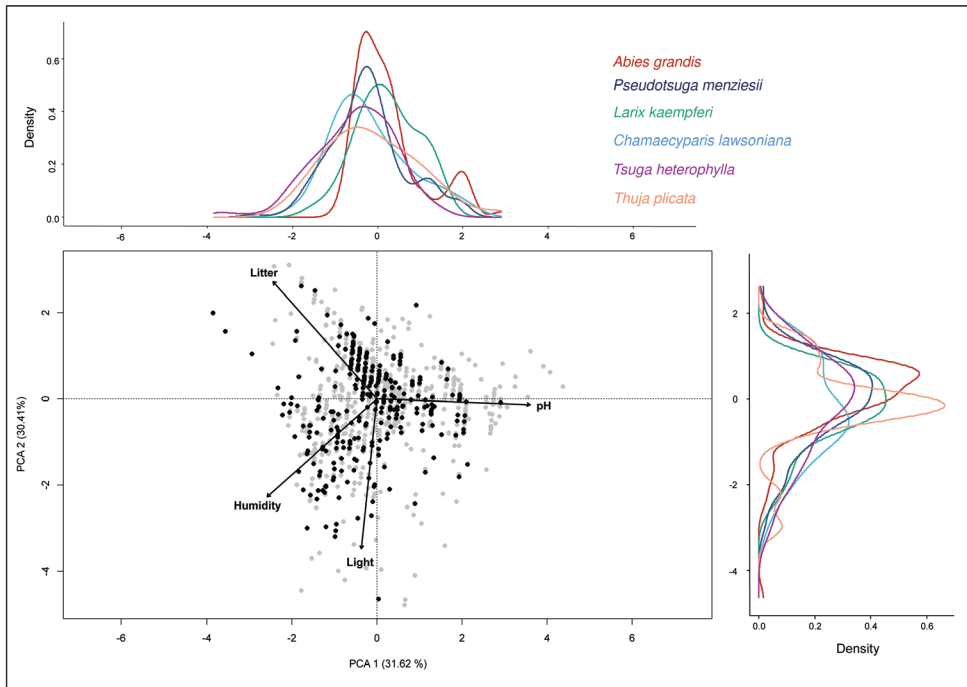 Density
0.6
0.4
0.2
0.0
-6
-4
-2
0
2
4
6
Abies grandis
Pseudotsuga menziesii
Larix kaempferi
Chamaecyparis lawsoniana
Tsuga heterophylla
Thuja plicata
PCA 2 (30.41%)
2
0
-2
-4
Litter
pH
Humidity
Light
-6
-4
-2
0
2
4
6
PCA 1 (31.62 %)
2
0
-2
-4
0.0
0.2
0.4
0.6
Density